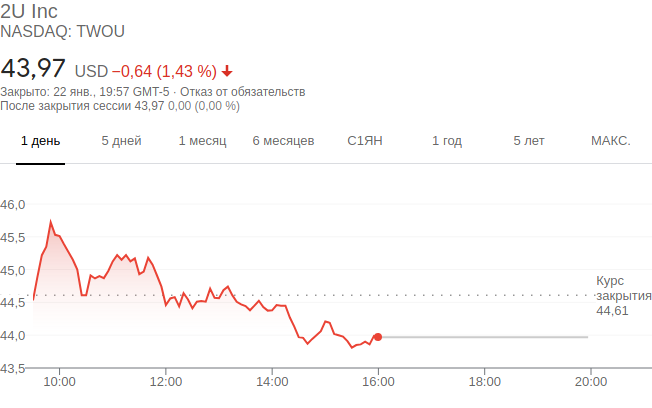 2U Inc
NASDAQ: TWOU
43,97 USD −0,64 (1,43 %)
Закрыто: 22 янв., 19:57 GMT-5 · Отказ от обязательств
После закрытия сессии 43,97 0,00 (0,00 %)
1 день 5 дней 1 месяц 6 месяцев С1ЯН 1 год 5 лет МАКС.
46,0
45,5
45,0
Курс
закрытия
44,5
44,61
44,0
43,5
10:00 12:00 14:00 16:00 18:00 20:00